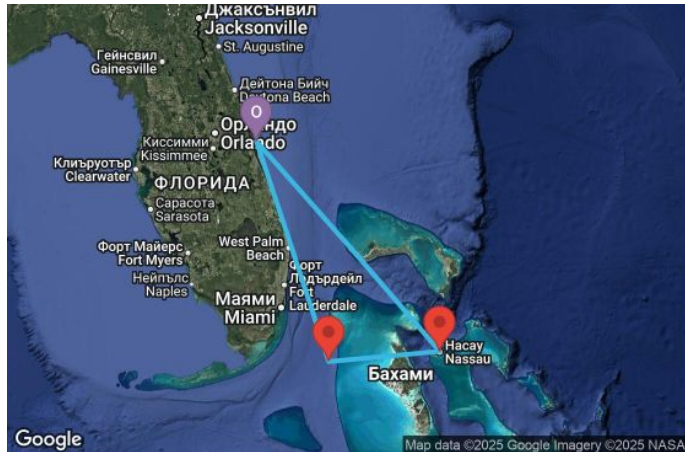 Джаксънвил
Jacksonville
St. Augustine
Гейнсвил
Gainesville
Дейтона Бийч
Daytona Beach
O
Орландо
Orlando
Кисcими
Kissimmee
Клиъруотър
Clearwater
ФЛОРИДА
Сарасота
Sarasota
Форт Майерс
Fort Myers
West Palm
Beach
Нейпълс
Naples
Форт
Лодърдейл
Fort
Lauderdale
Маями
Miami
Насау
Nassau
Бахами
Google
Map data ©2025 Google Imagery ©2025 NASA